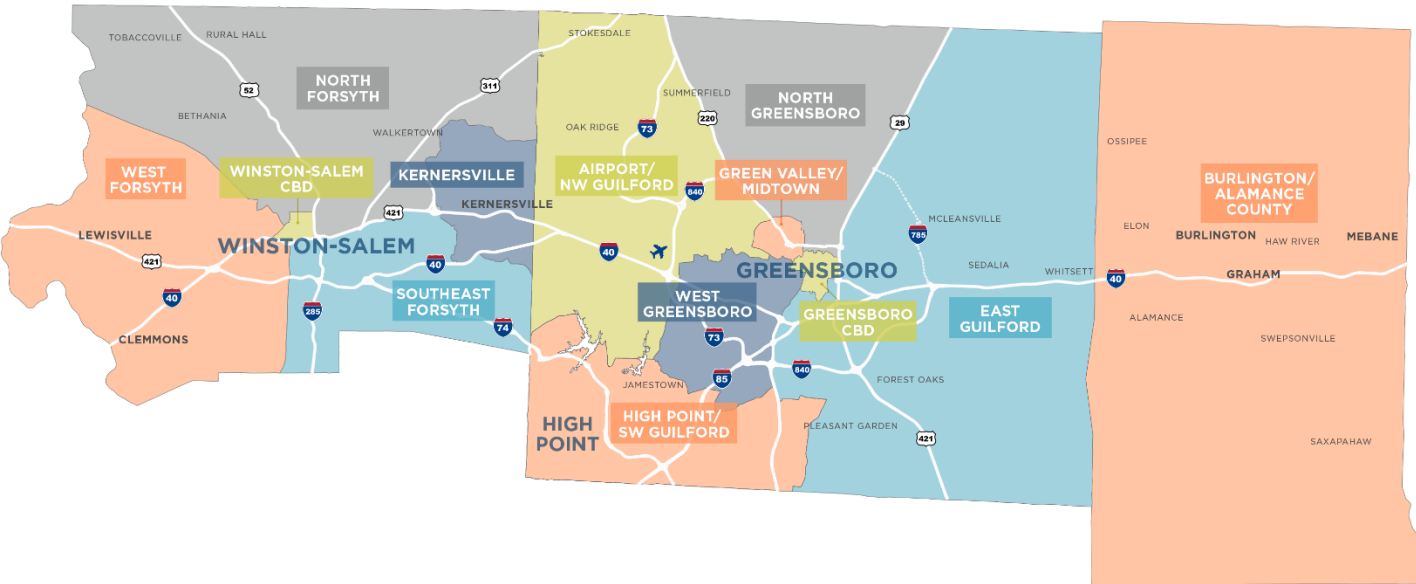 TOBACCOVILLE
RURAL HALL
STOKESDALE
NORTH
FORSYTH
52
311
BETHANIA
WALKERTOWN
SUMMERFIELD
220
OAK RIDGE
73
NORTH
GREENSBORO
29
OSSIPEE
WEST
FORSYTH
WINSTON-SALEM
CBD
KERNERSVILLE
AIRPORT/
NW GUILFORD
GREEN VALLEY/
MIDTOWN
840
BURLINGTON/
ALAMANCE
COUNTY
KERNERSVILLE
421
MCLEANSVILLE
ELON
LEWISVILLE
WINSTON-SALEM
785
BURLINGTON
HAW RIVER
MEBANE
421
40
40
GREENSBORO
SEDALIA
WHITSETT
40
GRAHAM
40
285
SOUTHEAST
FORSYTH
74
WEST
GREENSBORO
GREENSBORO
CBD
EAST
GUILFORD
ALAMANCE
CLEMMONS
73
SWEPSONVILLE
840
85
JAMESTOWN
FOREST OAKS
HIGH
POINT
HIGH POINT/
SW GUILFORD
PLEASANT GARDEN
421
SAXAPAHAW